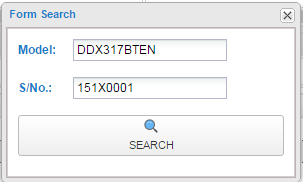 Form Search
Model: DDX317BTEN
S/No.: 151X0001
SEARCH